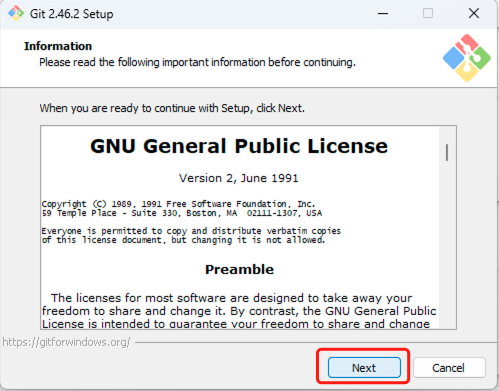 Git 2.46.2 Setup
Information
Please read the following important information before continuing.
When you are ready to continue with Setup, click Next.
GNU General Public License
Version 2, June 1991
Copyright (C) 1989, 1991 Free Software Foundation, Inc.
59 Temple Place - Suite 330, Boston, MA  02111-1307, USA
Everyone is permitted to copy and distribute verbatim copies
of this license document, but changing it is not allowed.
Preamble
The licenses for most software are designed to take away your
freedom to share and change it. By contrast, the GNU General Public
License is intended to guarantee your freedom to share and change
https://gitforwindows.org/
Next
Cancel